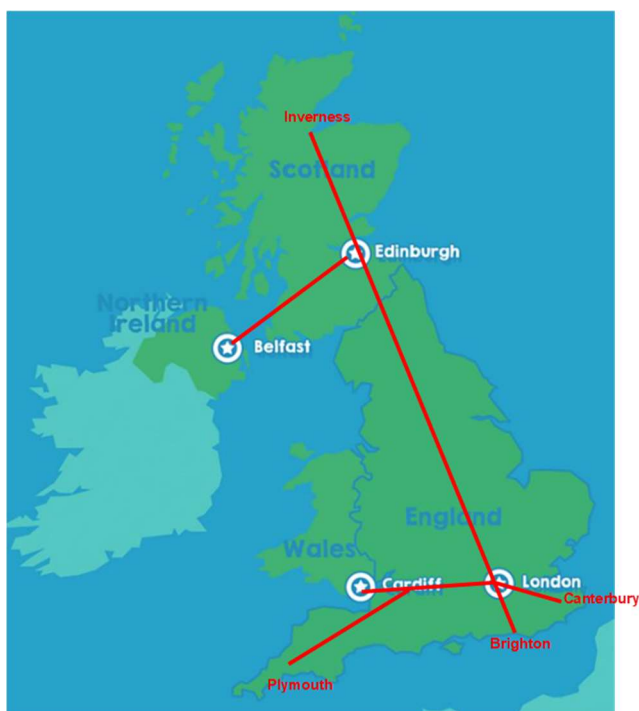 Inverness
Scotland
Edinburgh
Northern
Ireland
Belfast
England
Wales
Cardiff
London
Canterbury
Brighton
Plymouth